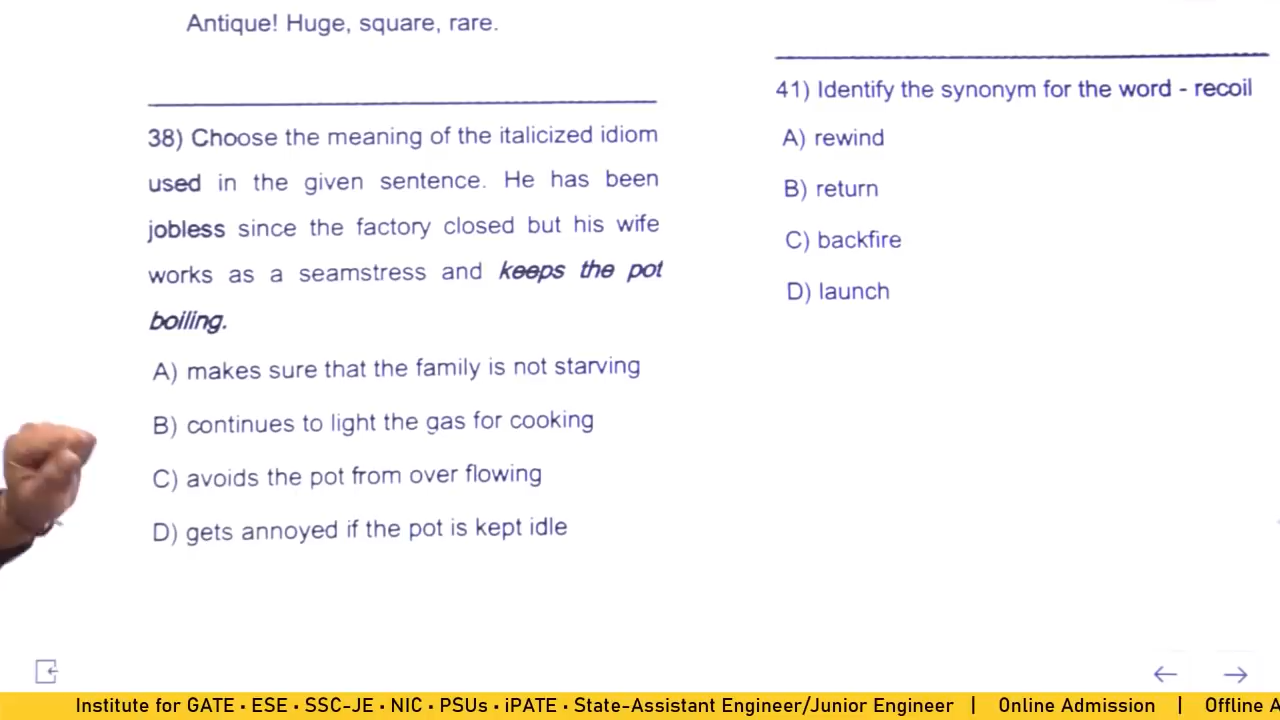 Antique! Huge, square, rare.
38) Choose the meaning of the italicized idiom
used in the given sentence. He has been
jobless since the factory closed but his wife
works as a seamstress and keeps the pot
boiling.
A) makes sure that the family is not starving
B) continues to light the gas for cooking
C) avoids the pot from over flowing
D) gets annoyed if the pot is kept idle
41) Identify the synonym for the word - recoil
A) rewind
B) return
C) backfire
D) launch
Institute for GATE • ESE • SSC-JE • NIC • PSUs • iPATE • State-Assistant Engineer/Junior Engineer | Online Admission | Offline A